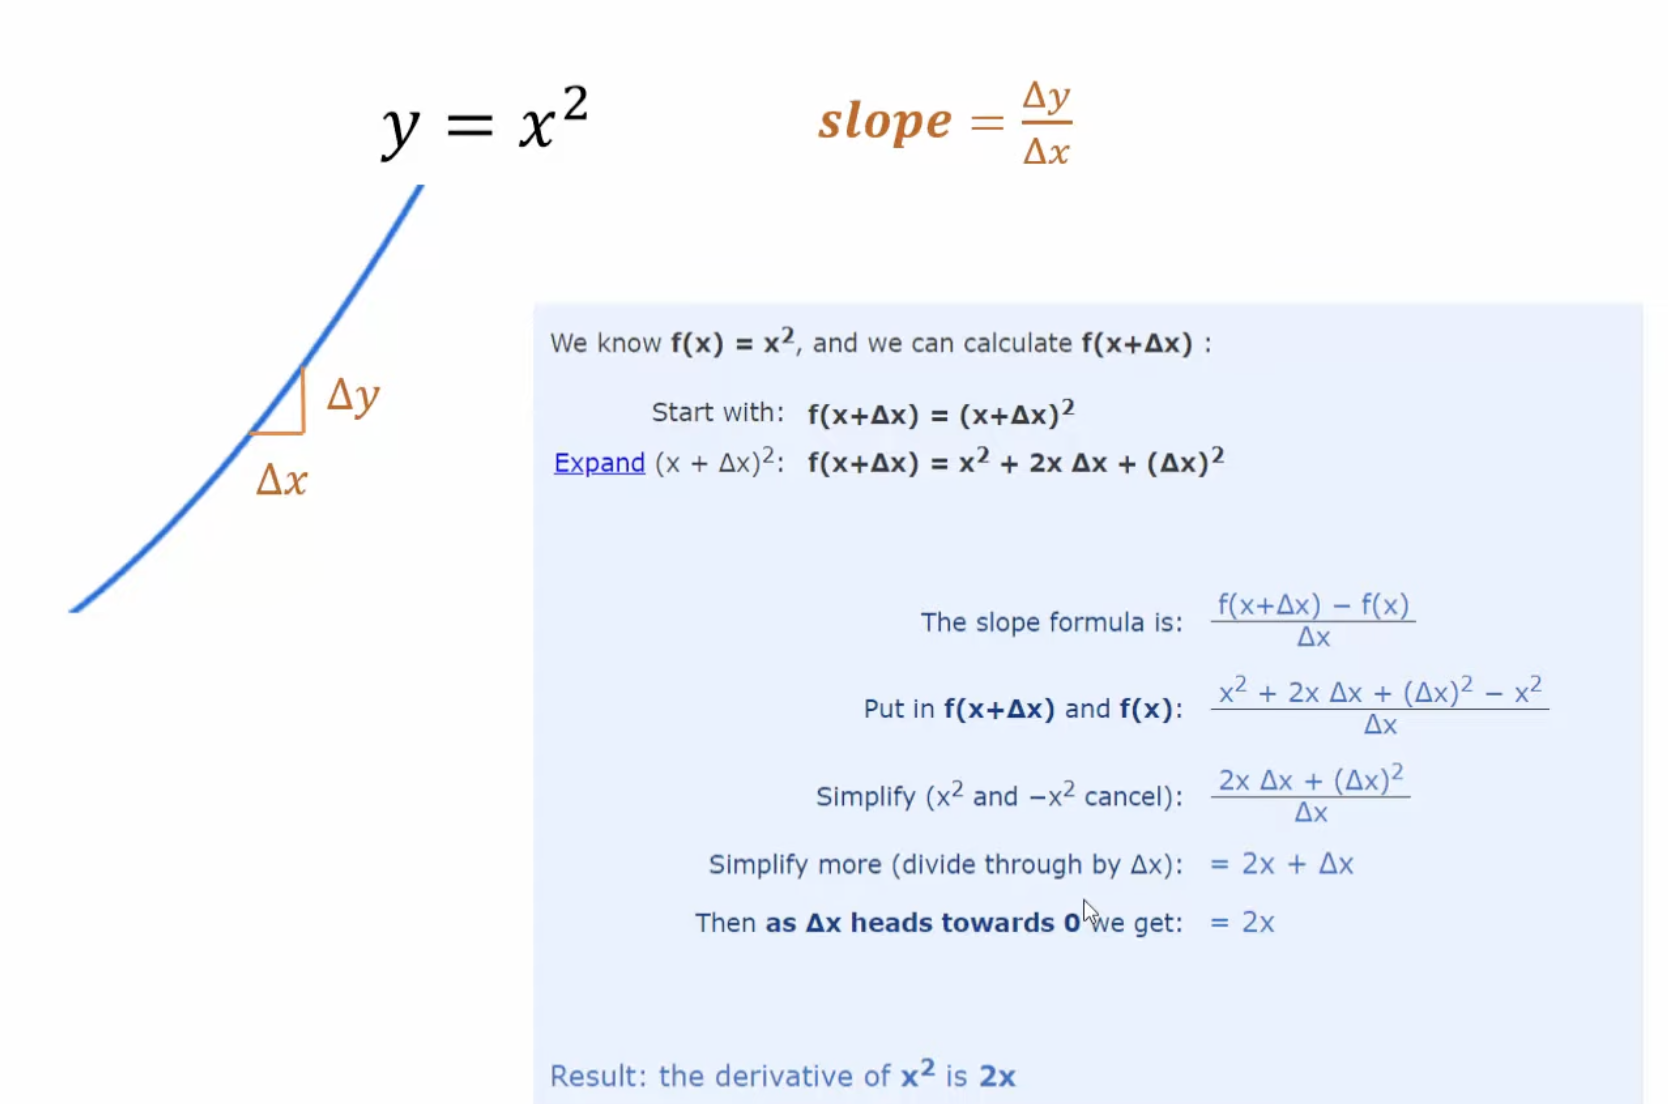 y = x²
slope = Δy/Δx
Δy
Δx
We know f(x) = x², and we can calculate f(x+Δx) :
Start with: f(x+Δx) = (x+Δx)²
Expand (x + Δx)²: f(x+Δx) = x² + 2x Δx + (Δx)²
The slope formula is: f(x+Δx) − f(x) / Δx
Put in f(x+Δx) and f(x): x² + 2x Δx + (Δx)² − x² / Δx
Simplify (x² and −x² cancel): 2x Δx + (Δx)² / Δx
Simplify more (divide through by Δx): = 2x + Δx
Then as Δx heads towards 0 we get: = 2x
Result: the derivative of x² is 2x